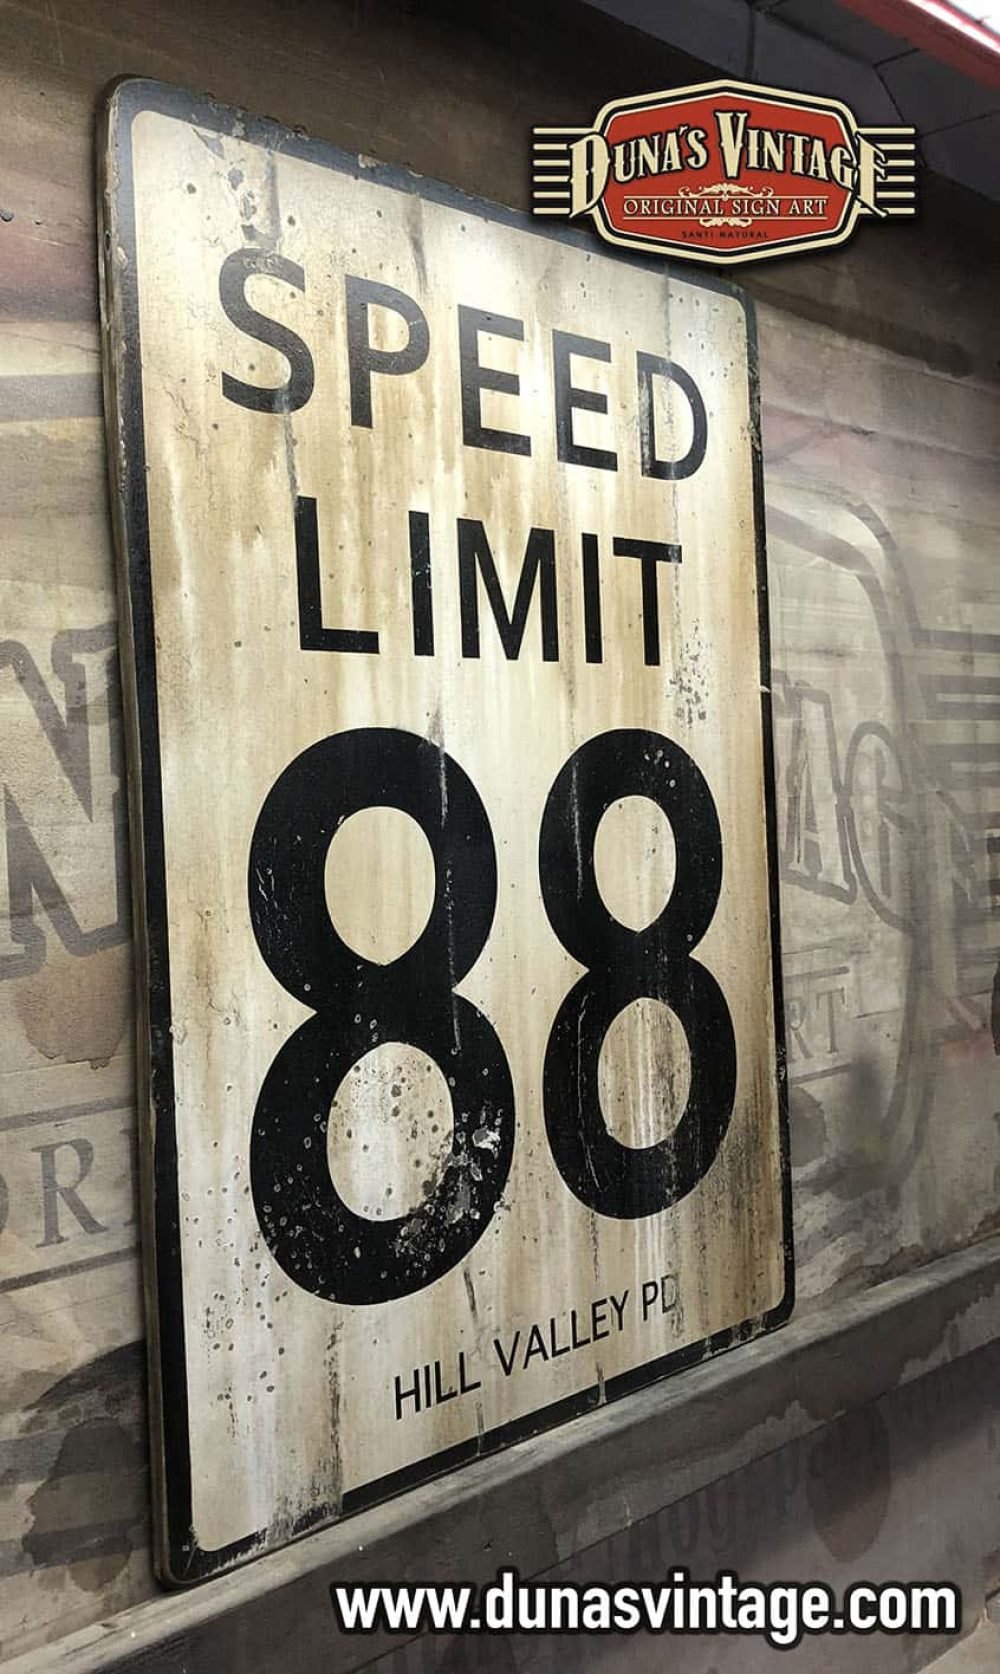 DUNA'S VINTAGE
ORIGINAL SIGN ART
SANTI MAYORAL
SPEED
LIMIT
88
HILL VALLEY PD
www.dunasvintage.com